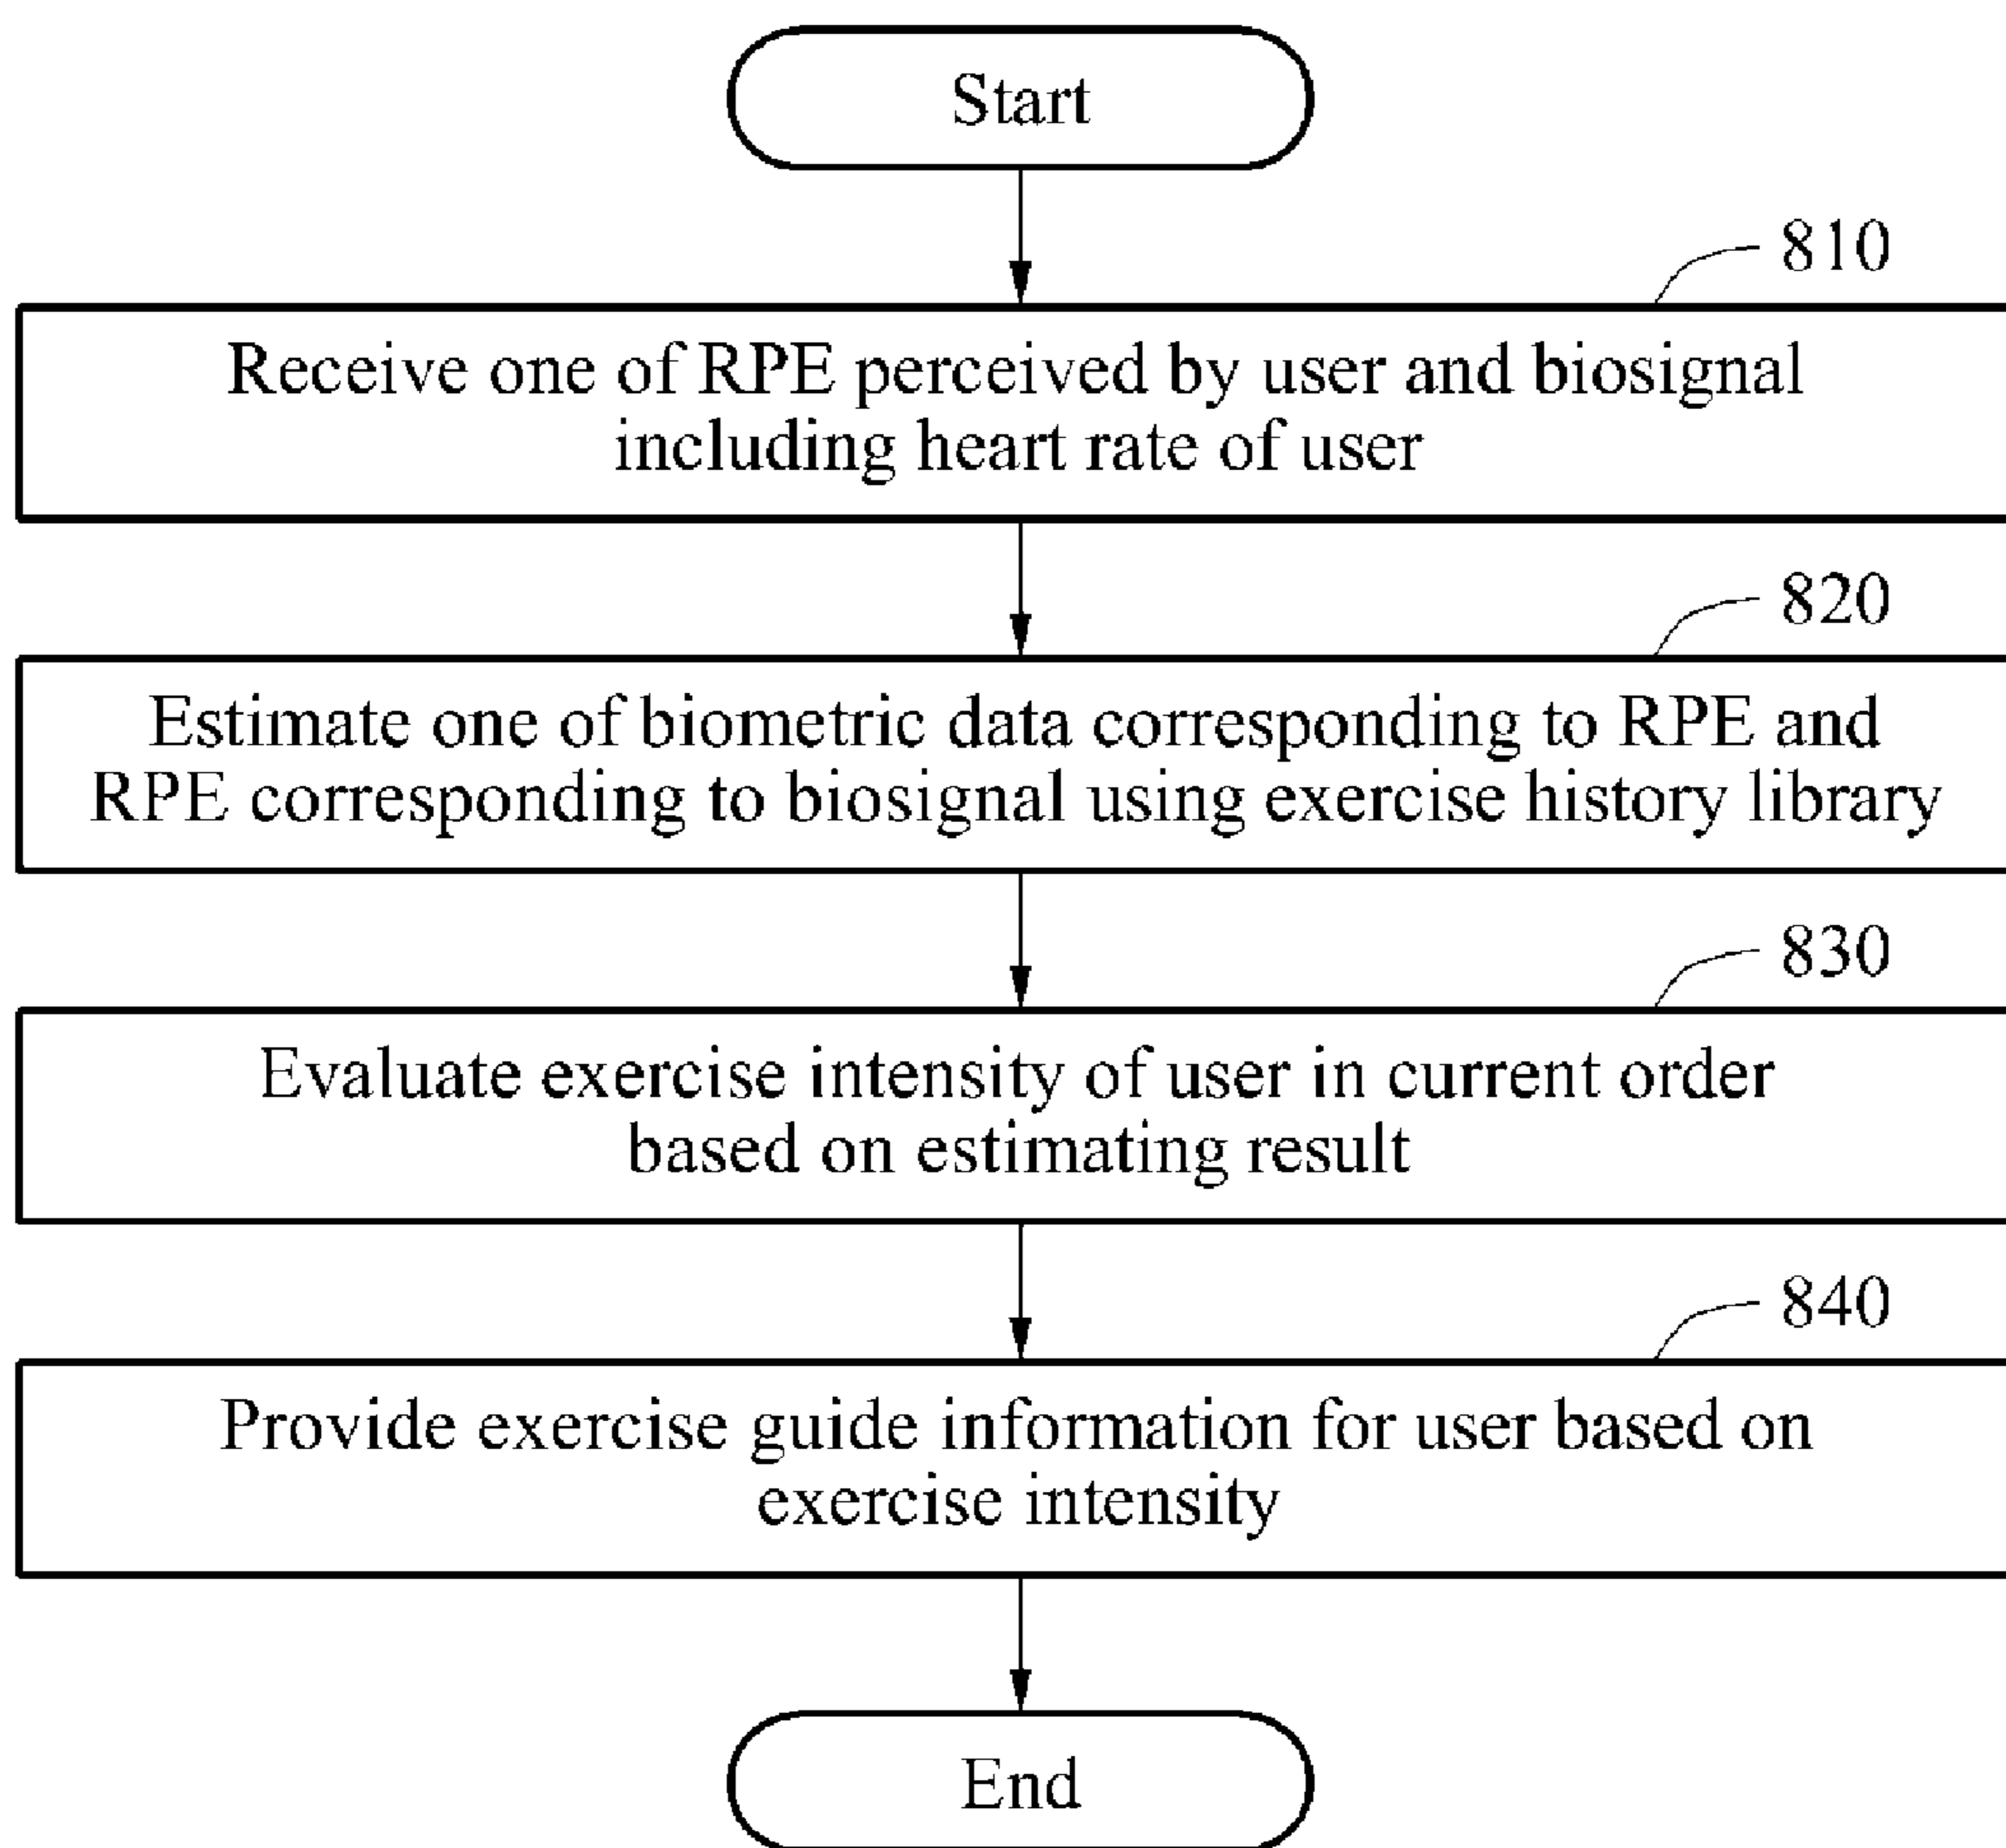 Start
810
Receive one of RPE perceived by user and biosignal
including heart rate of user
820
Estimate one of biometric data corresponding to RPE and
RPE corresponding to biosignal using exercise history library
830
Evaluate exercise intensity of user in current order
based on estimating result
840
Provide exercise guide information for user based on
exercise intensity
End